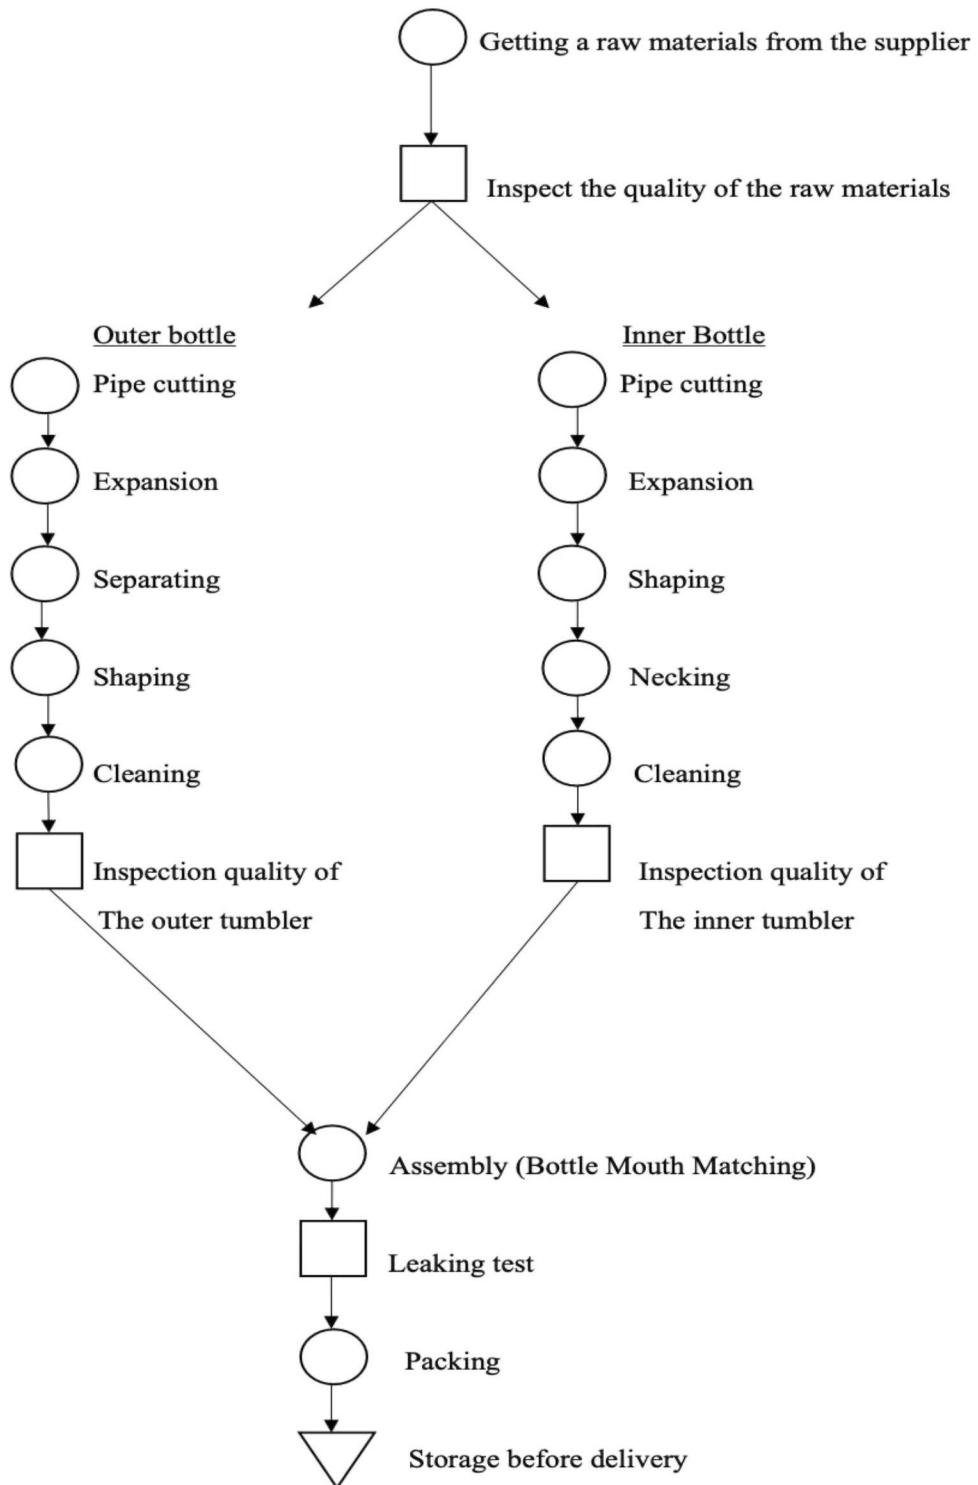 Getting a raw materials from the supplier
Inspect the quality of the raw materials
Outer bottle
Pipe cutting
Expansion
Separating
Shaping
Cleaning
Inspection quality of
The outer tumbler
Inner Bottle
Pipe cutting
Expansion
Shaping
Necking
Cleaning
Inspection quality of
The inner tumbler
Assembly (Bottle Mouth Matching)
Leaking test
Packing
Storage before delivery